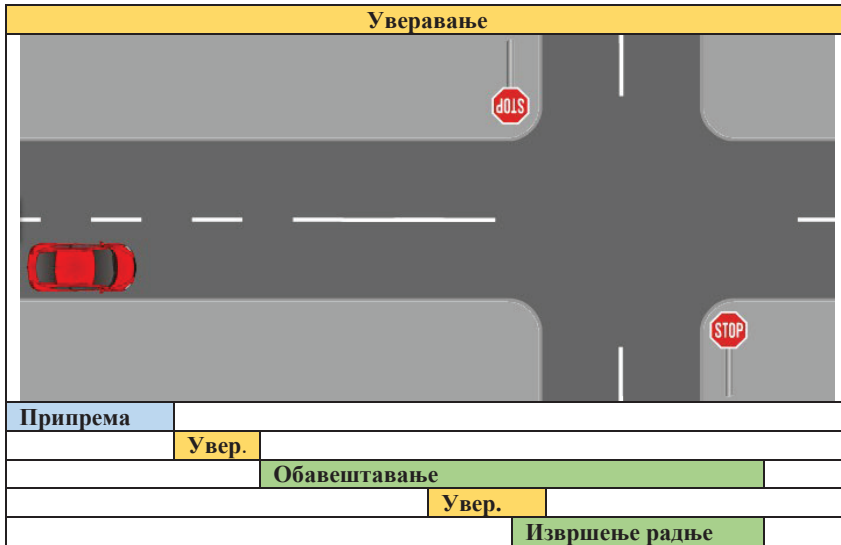 Уверавање
STOP
STOP
Припрема
Увер.
Обавештавање
Увер.
Извршење радње